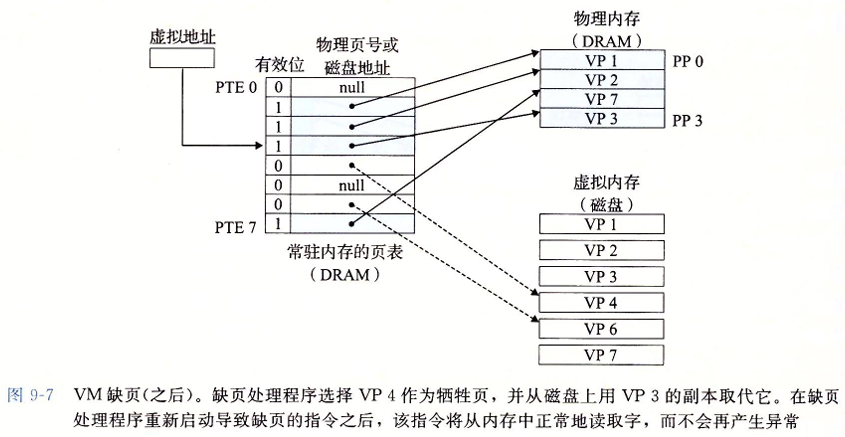 虚拟地址
物理页号或
磁盘地址
有效位
PTE 0 0 null
1
1
1
0
0 null
0
PTE 7 1
常驻内存的页表
（DRAM）
物理内存
（DRAM）
VP 1 PP 0
VP 2
VP 7
VP 3 PP 3
虚拟内存
（磁盘）
VP 1
VP 2
VP 3
VP 4
VP 6
VP 7
图 9-7 VM 缺页(之后)。缺页处理程序选择 VP 4 作为牺牲页，并从磁盘上用 VP 3 的副本取代它。在缺页
处理程序重新启动导致缺页的指令之后，该指令将从内存中正常地读取字，而不会再产生异常